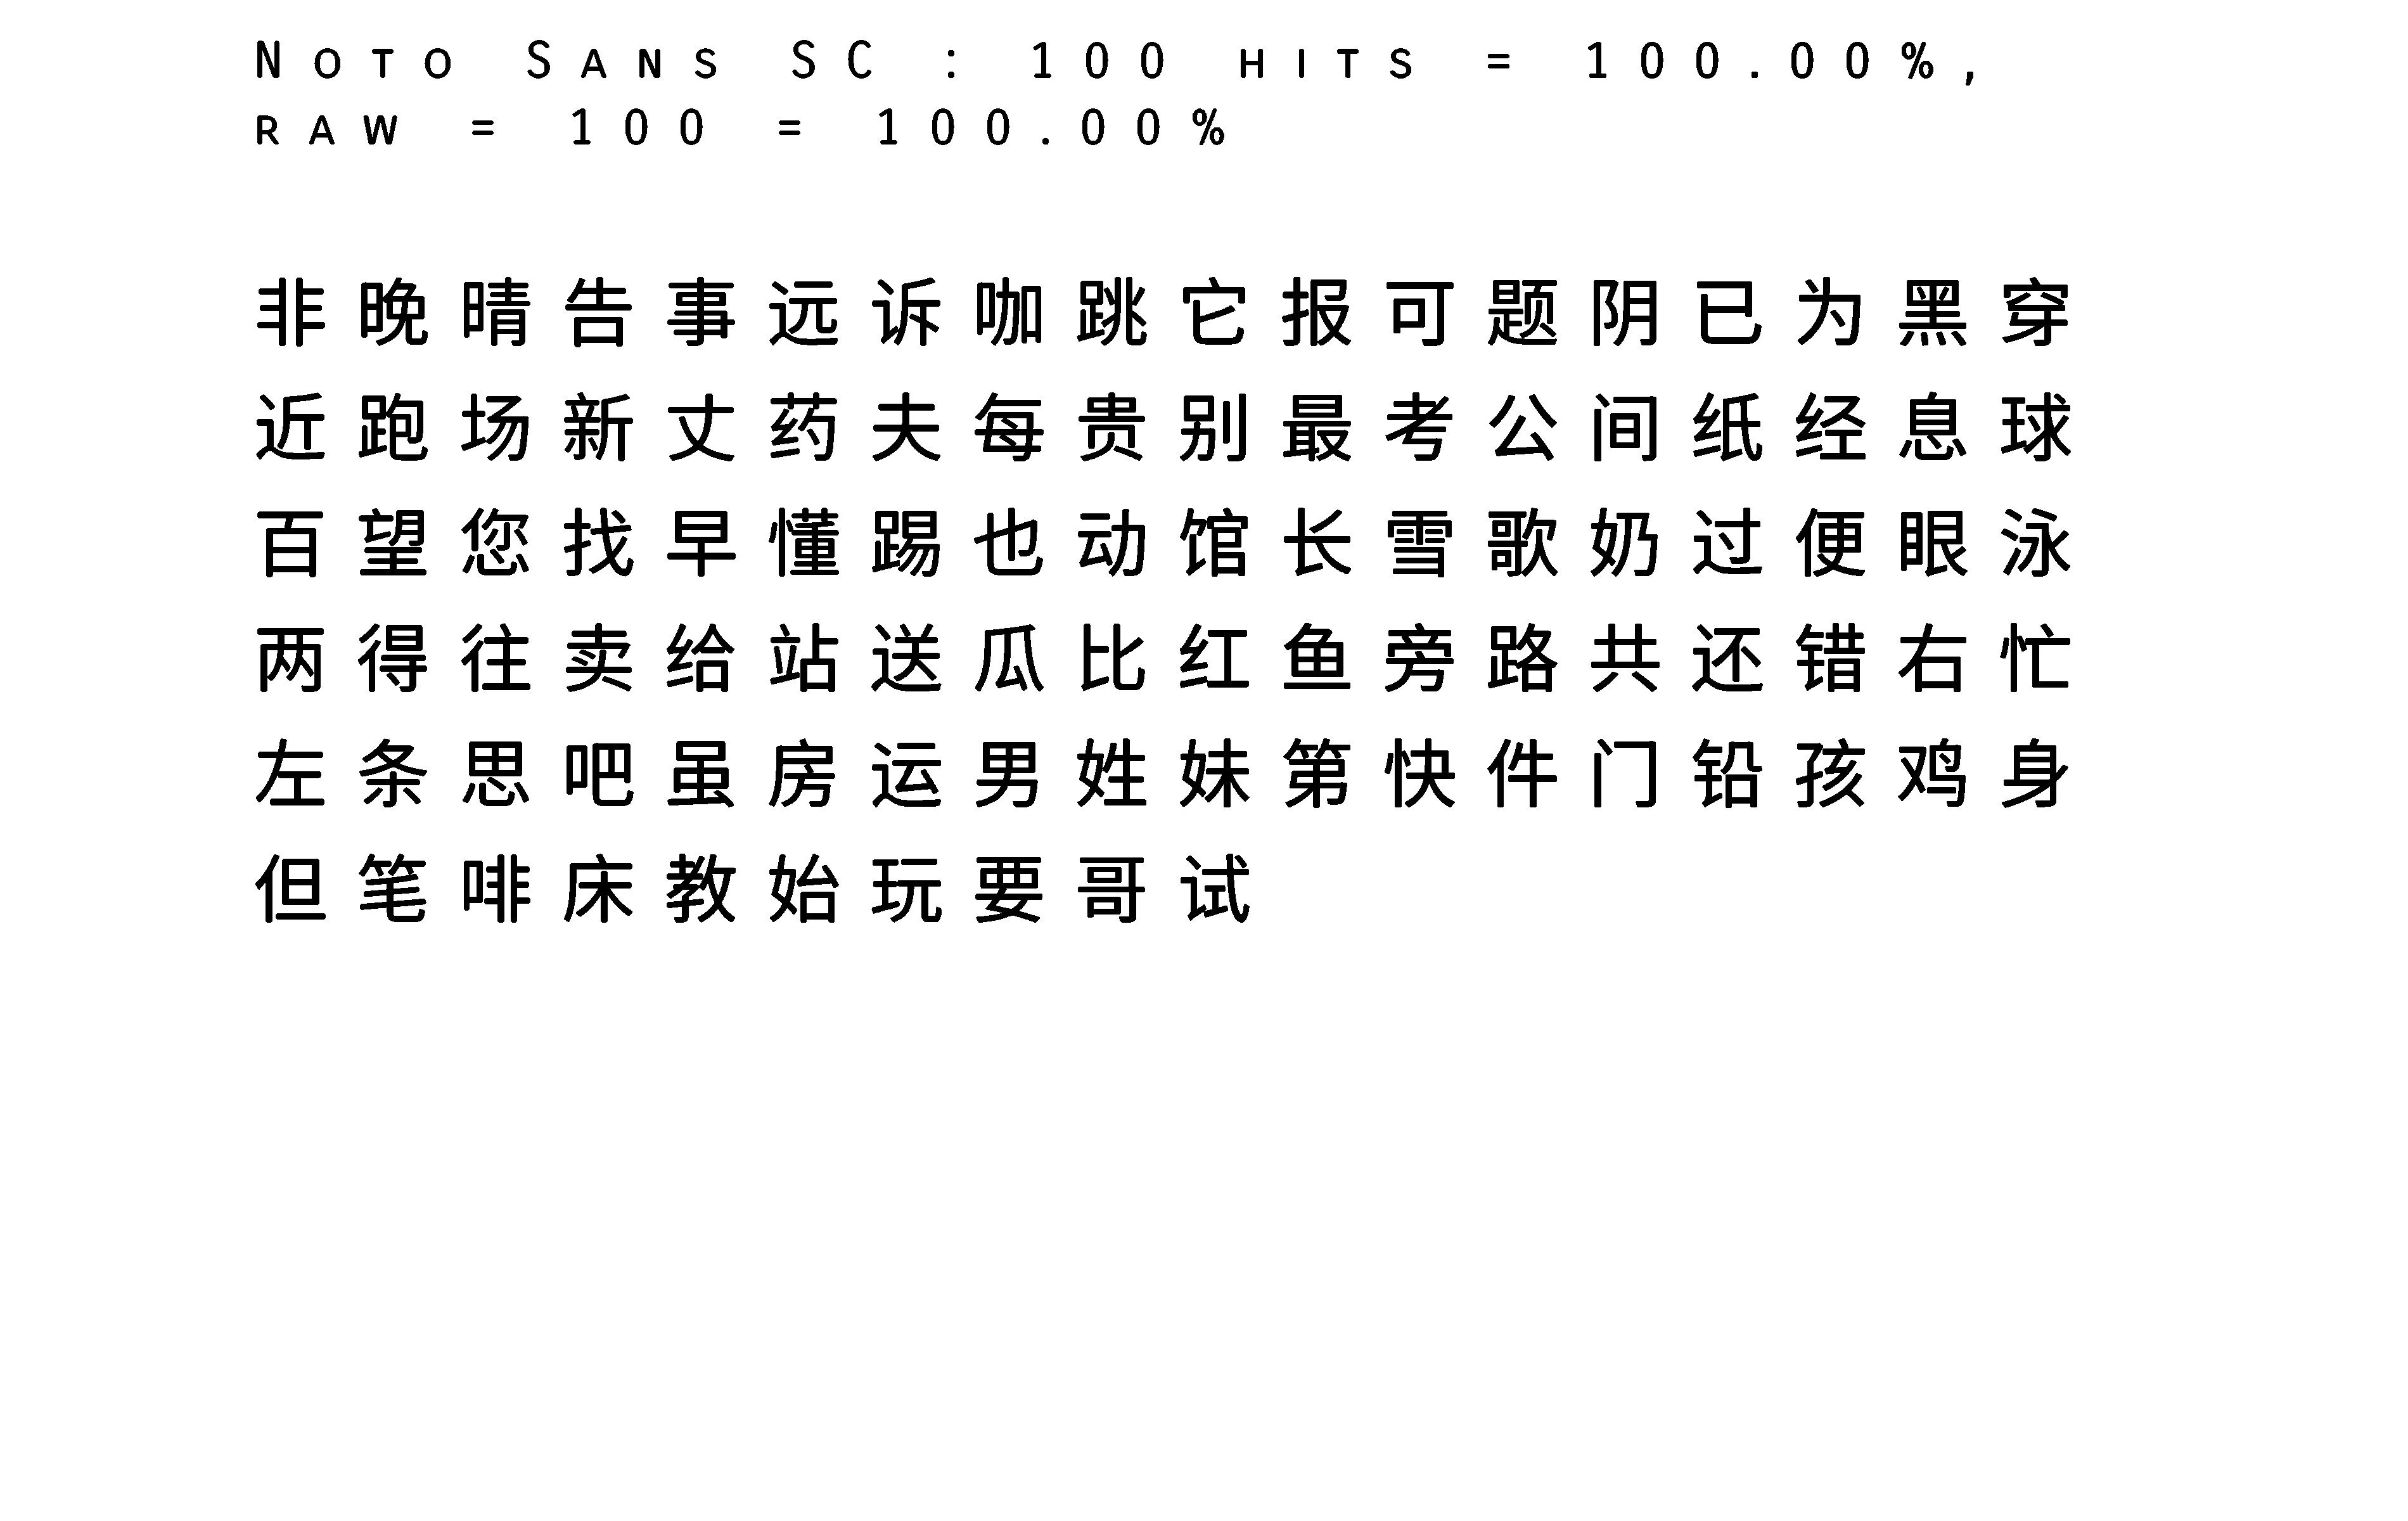 Noto Sans SC : 100 hits = 100.00%,
raw = 100 = 100.00%
非晚晴告事远诉咖跳它报可题阴已为黑穿
近跑场新丈药夫每贵别最考公间纸经息球
百望您找早懂踢也动馆长雪歌奶过便眼泳
两得往卖给站送瓜比红鱼旁路共还错右忙
左条思吧虽房运男姓妹第快件门铅孩鸡身
但笔啡床教始玩要哥试